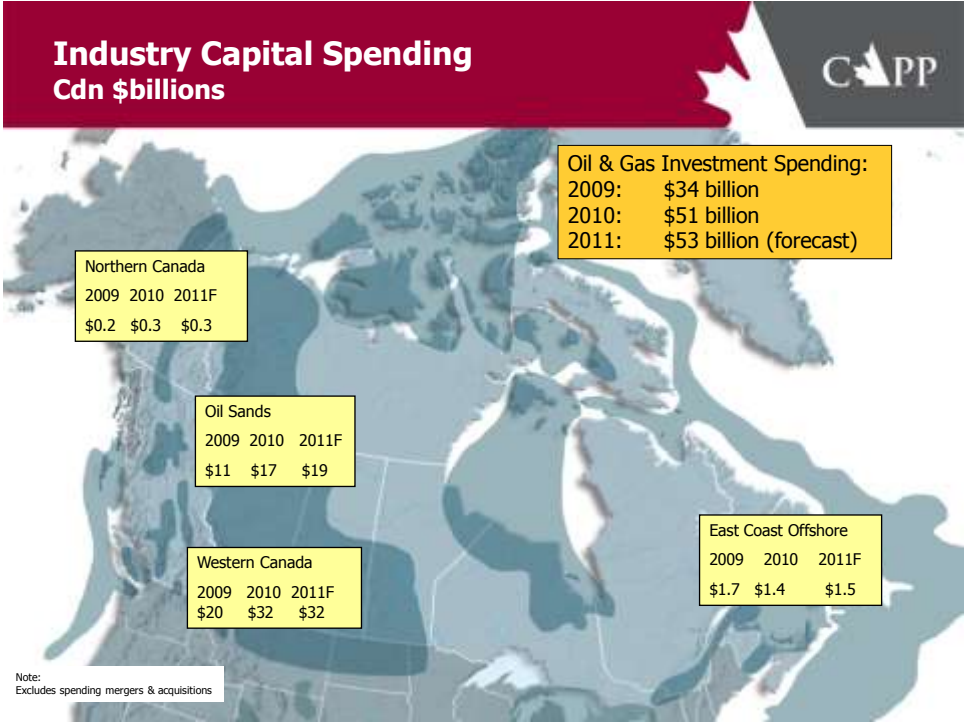 Industry Capital Spending
Cdn $billions
CAPP
Oil & Gas Investment Spending:
2009: $34 billion
2010: $51 billion
2011: $53 billion (forecast)
Northern Canada
2009 2010 2011F
$0.2 $0.3 $0.3
Oil Sands
2009 2010 2011F
$11 $17 $19
Western Canada
2009 2010 2011F
$20 $32 $32
East Coast Offshore
2009 2010 2011F
$1.7 $1.4 $1.5
Note:
Excludes spending mergers & acquisitions